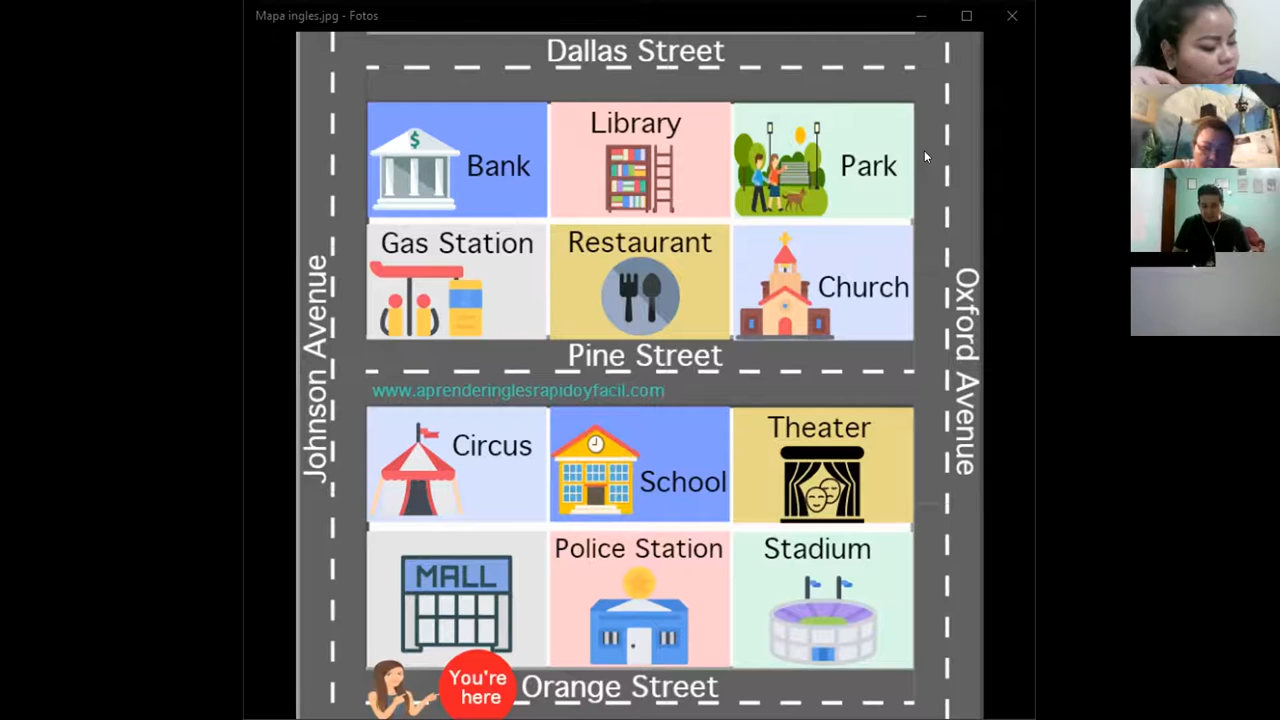 Mapa ingles.jpg - Fotos
Dallas Street
Bank
Library
Park
Gas Station
Restaurant
Church
Johnson Avenue
Oxford Avenue
Pine Street
www.aprenderinglesrapidoyfacil.com
Circus
School
Theater
MALL
Police Station
Stadium
You're
here
Orange Street